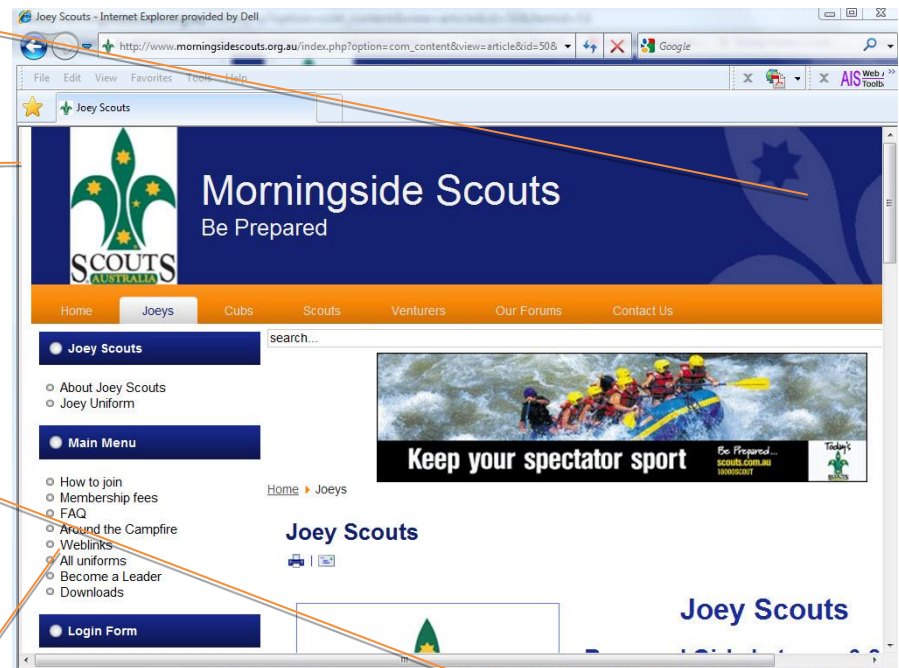 Joey Scouts - Internet Explorer provided by Dell
http://www.morningsidescouts.org.au/index.php?option=com_content&view=article&id=50&
Google
File Edit View Favorites Tools Help
AIS Web
Joey Scouts
SCOUTS
AUSTRALIA
Morningside Scouts
Be Prepared
Home Joeys Cubs Scouts Venturers Our Forums Contact Us
Joey Scouts
About Joey Scouts
Joey Uniform
Main Menu
How to join
Membership fees
FAQ
Around the Campfire
Weblinks
All uniforms
Become a Leader
Downloads
Login Form
search...
Keep your spectator sport
Be Prepared...
scouts.com.au
1800SCOUT
Today's
SCOUTS
Home Joeys
Joey Scouts
Joey Scouts